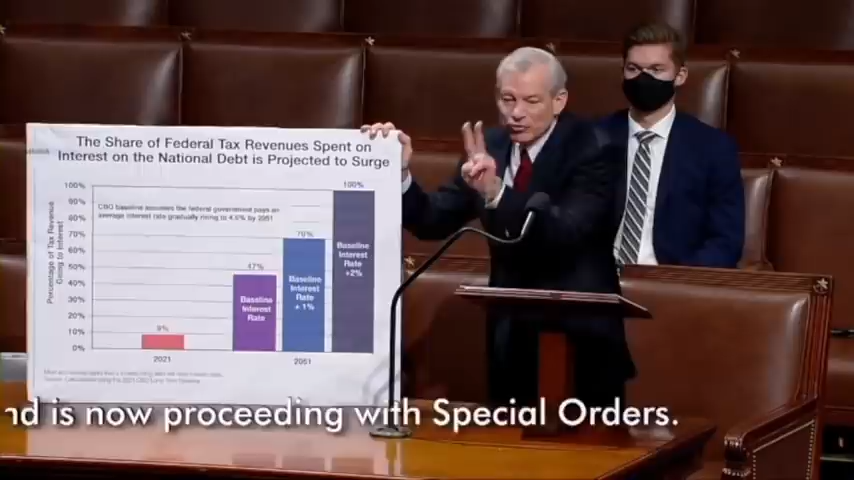 The Share of Federal Tax Revenues Spent on
Interest on the National Debt is Projected to Surge
Percentage of Tax Revenue
Going to Interest
100%
90%
80%
70%
60%
50%
40%
30%
20%
10%
0%
CBO baseline assumes the federal government pays an
average interest rate gradually rising to 4.6% by 2051
9%
47%
70%
100%
Baseline
Interest
Rate
Baseline
Interest
Rate
+ 1%
Baseline
Interest
Rate
+2%
2021
2051
nd is now proceeding with Special Orders.